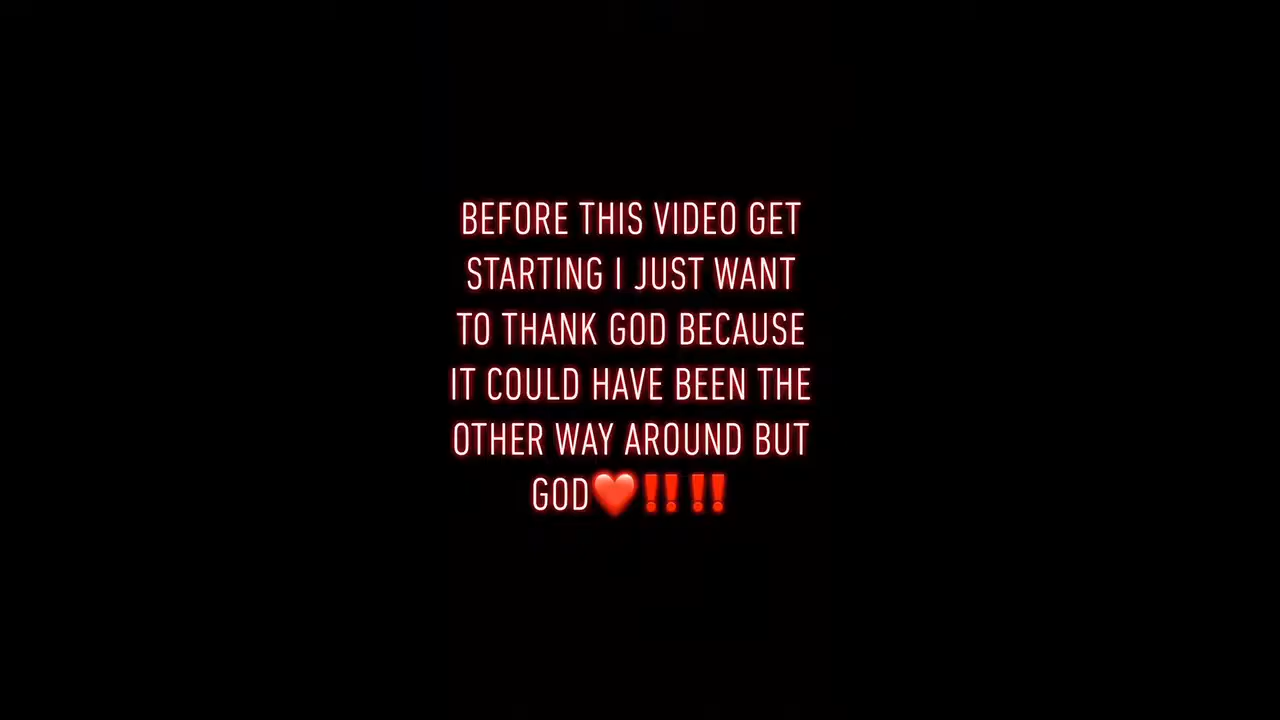 BEFORE THIS VIDEO GET
STARTING I JUST WANT
TO THANK GOD BECAUSE
IT COULD HAVE BEEN THE
OTHER WAY AROUND BUT
GOD❤️‼️‼️